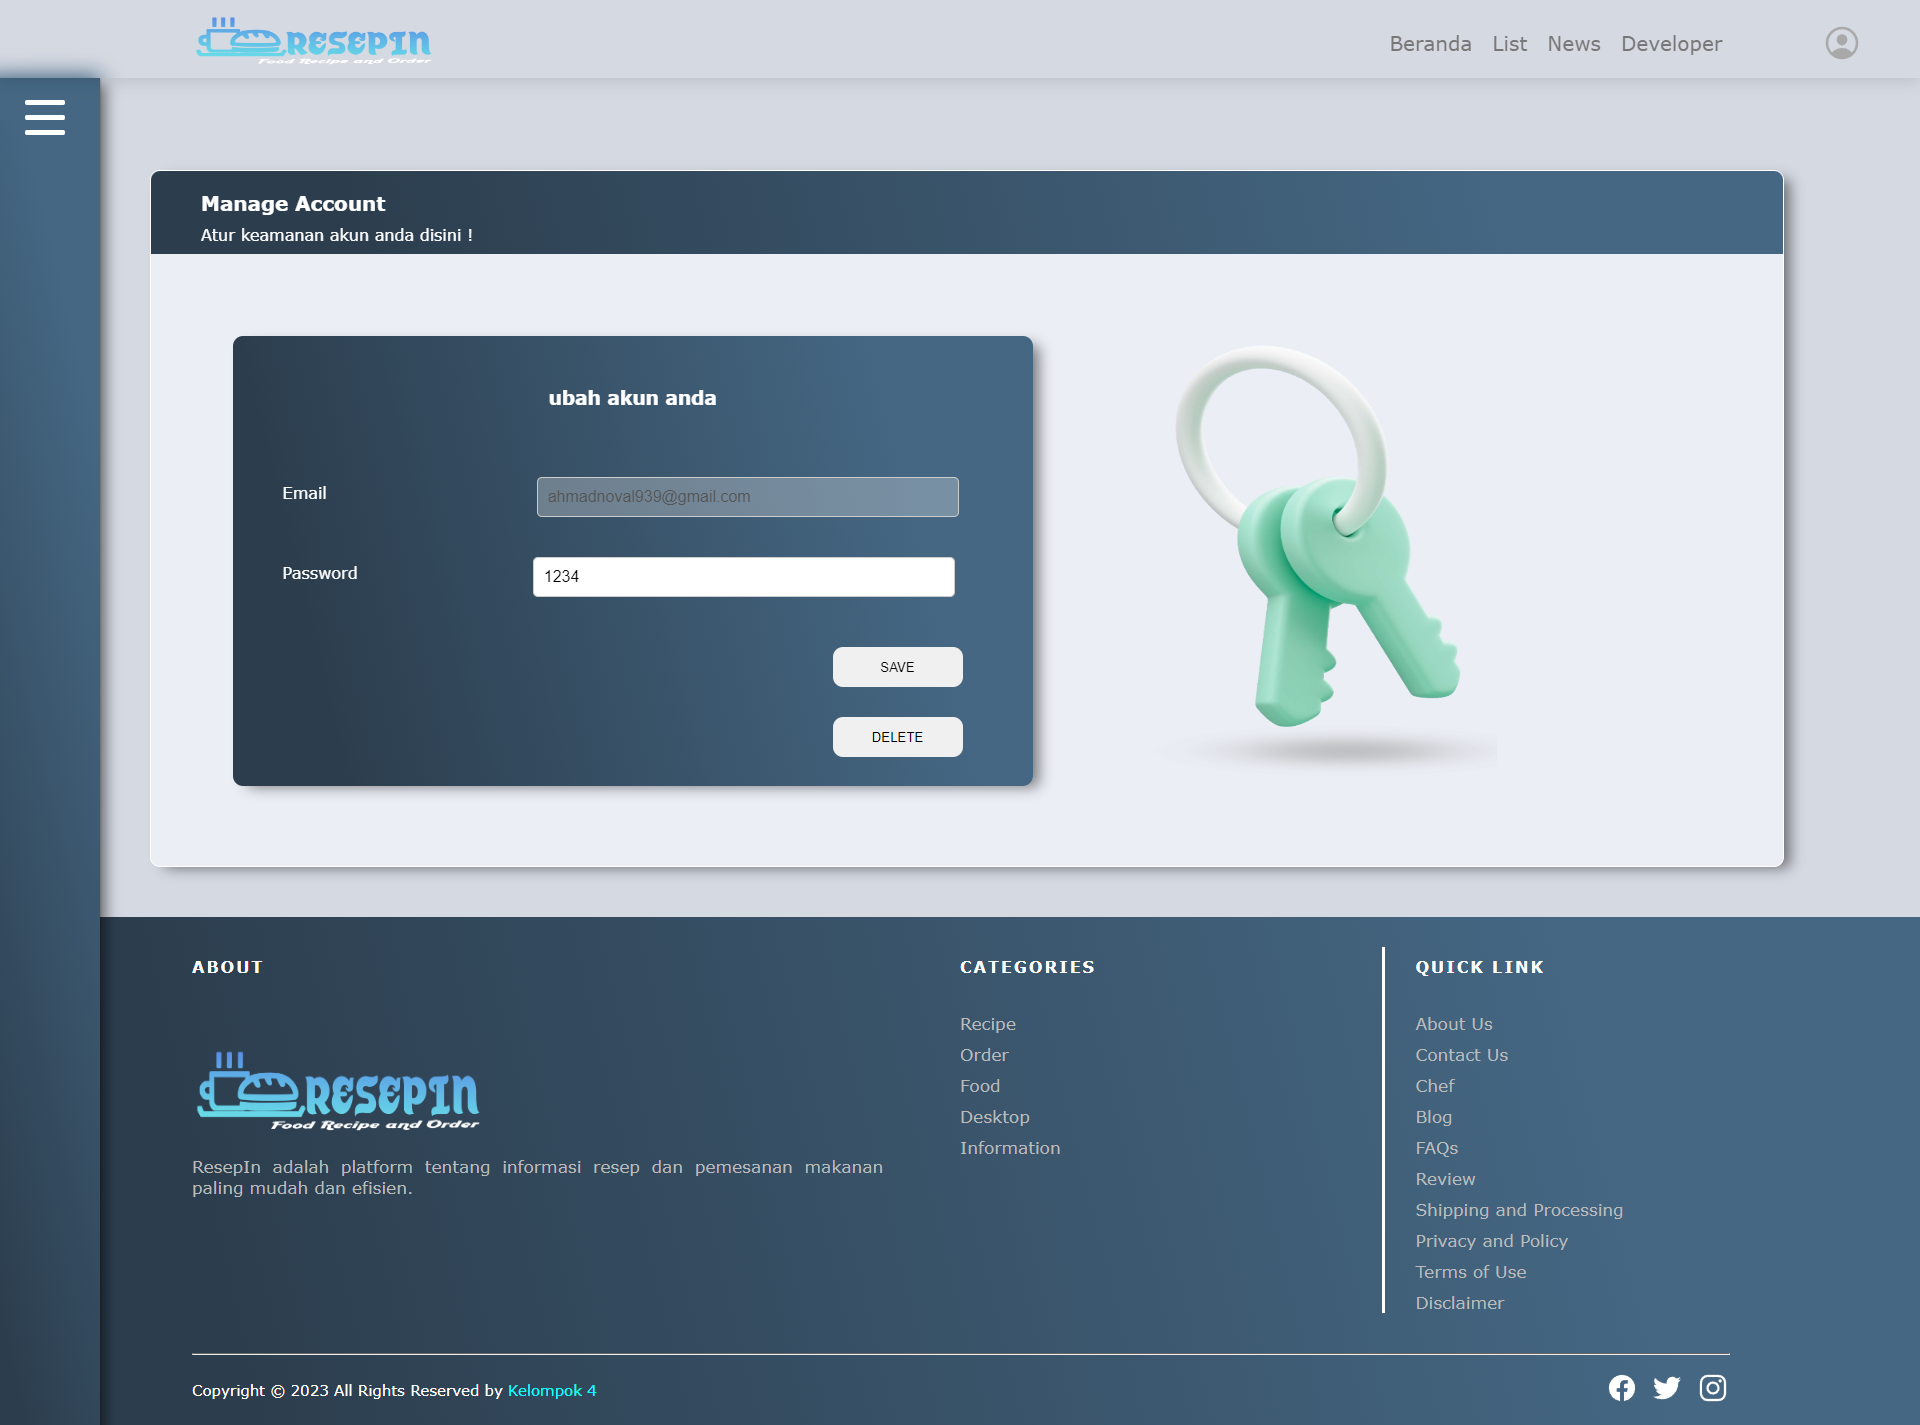 RESEPIN
Food Recipe and Order
Beranda List News Developer
Manage Account
Atur keamanan akun anda disini !
ubah akun anda
Email
ahmadnoval939@gmail.com
Password
1234
SAVE
DELETE
ABOUT
RESEPIN
Food Recipe and Order
ResepIn adalah platform tentang informasi resep dan pemesanan makanan
paling mudah dan efisien.
CATEGORIES
Recipe
Order
Food
Desktop
Information
QUICK LINK
About Us
Contact Us
Chef
Blog
FAQs
Review
Shipping and Processing
Privacy and Policy
Terms of Use
Disclaimer
Copyright © 2023 All Rights Reserved by Kelompok 4